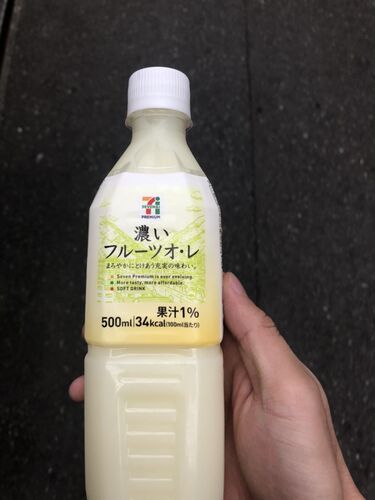 7
SEVEN&i
PREMIUM
濃い
フルーツオ・レ
まろやかにとけあう充実の味わい。
Seven Premium is ever evolving.
More tasty, more affordable.
SOFT DRINK
果汁1%
500ml 34kcal(100ml当たり)